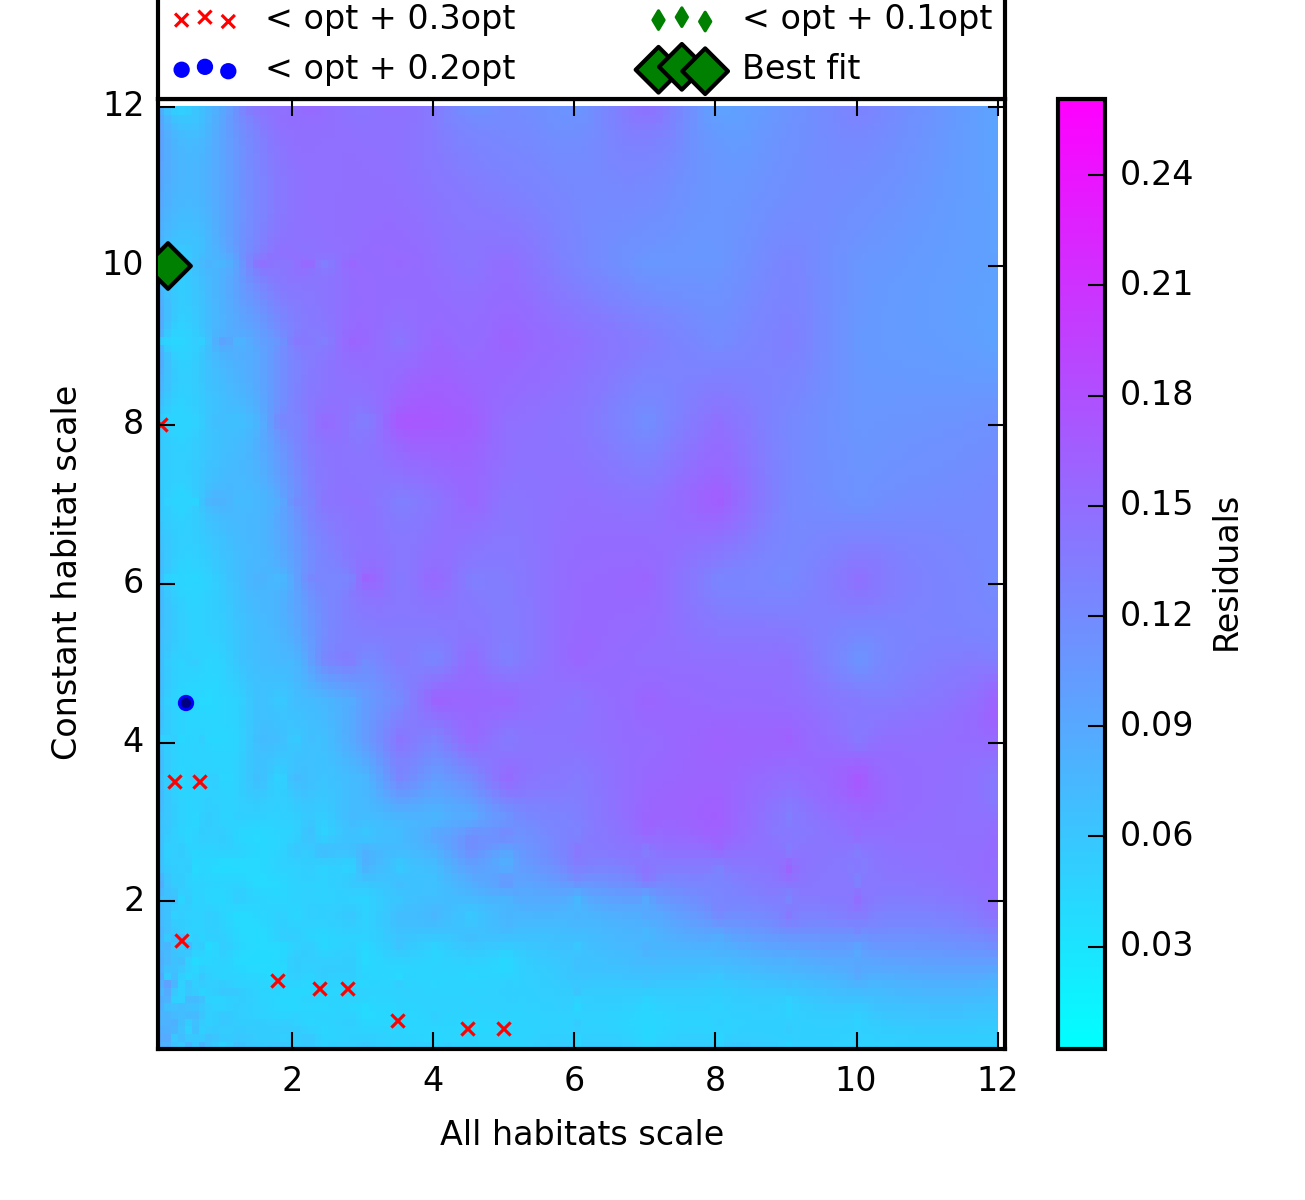 < opt + 0.3opt
< opt + 0.1opt
< opt + 0.2opt
Best fit
12
10
8
6
4
2
Constant habitat scale
2
4
6
8
10
12
All habitats scale
0.24
0.21
0.18
0.15
0.12
0.09
0.06
0.03
Residuals